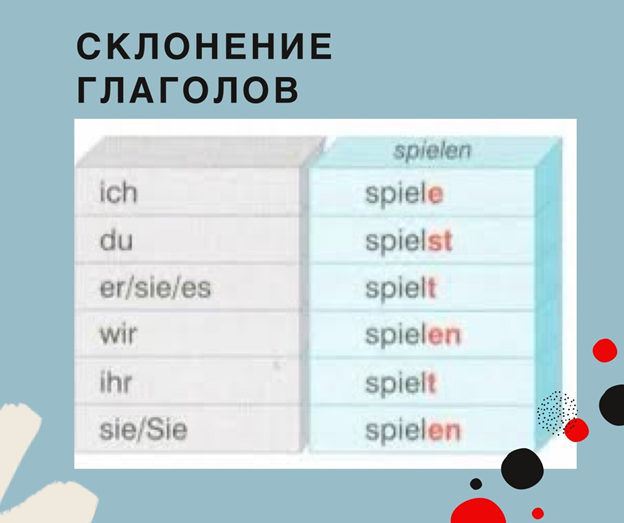 СКЛОНЕНИЕ
ГЛАГОЛОВ
spielen
ich spiele
du spielst
er/sie/es spielt
wir spielen
ihr spielt
sie/Sie spielen